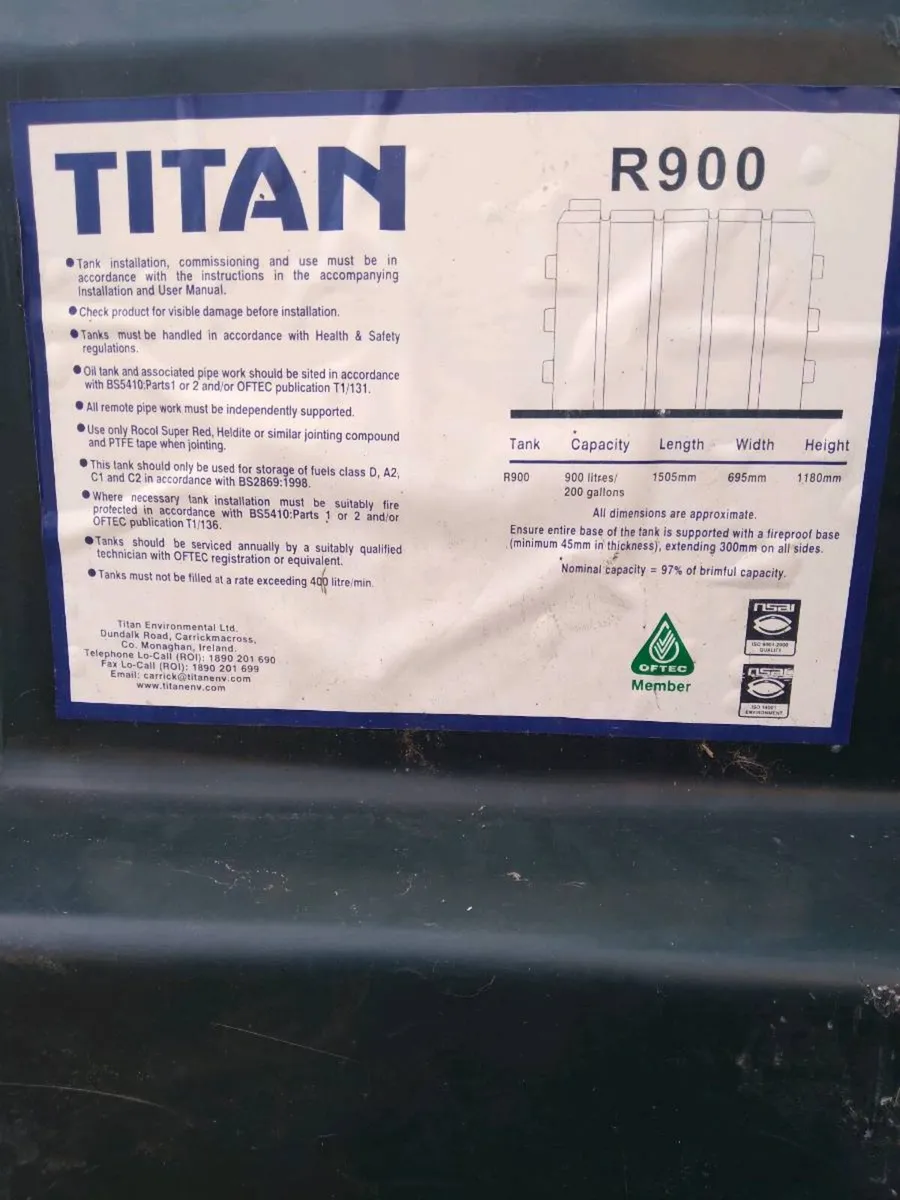 TITAN
● Tank installation, commissioning and use must be in
accordance with the instructions in the accompanying
Installation and User Manual.
● Check product for visible damage before installation.
● Tanks must be handled in accordance with Health & Safety
regulations.
● Oil tank and associated pipe work should be sited in accordance
with BS5410:Parts1 or 2 and/or OFTEC publication T1/131.
● All remote pipe work must be independently supported.
● Use only Rocol Super Red, Heldite or similar jointing compound
and PTFE tape when jointing.
● This tank should only be used for storage of fuels class D, A2,
C1 and C2 in accordance with BS2869:1998.
● Where necessary tank installation must be suitably fire
protected in accordance with BS5410:Parts 1 or 2 and/or
OFTEC publication T1/136.
● Tanks should be serviced annually by a suitably qualified
technician with OFTEC registration or equivalent.
● Tanks must not be filled at a rate exceeding 400 litre/min.
Titan Environmental Ltd.
Dundalk Road, Carrickmacross,
Co. Monaghan, Ireland.
Telephone Lo-Call (ROI): 1890 201 690
Fax Lo-Call (ROI): 1890 201 699
Email: carrick@titanenv.com
www.titanenv.com
R900
Tank Capacity Length Width Height
R900 900 litres/ 1505mm 695mm 1180mm
200 gallons
All dimensions are approximate.
Ensure entire base of the tank is supported with a fireproof base
(minimum 45mm in thickness), extending 300mm on all sides.
Nominal capacity = 97% of brimful capacity.
OFTEC
Member
nsai
ISO 9001:2000
QUALITY
nsai
ISO 14001
ENVIRONMENT